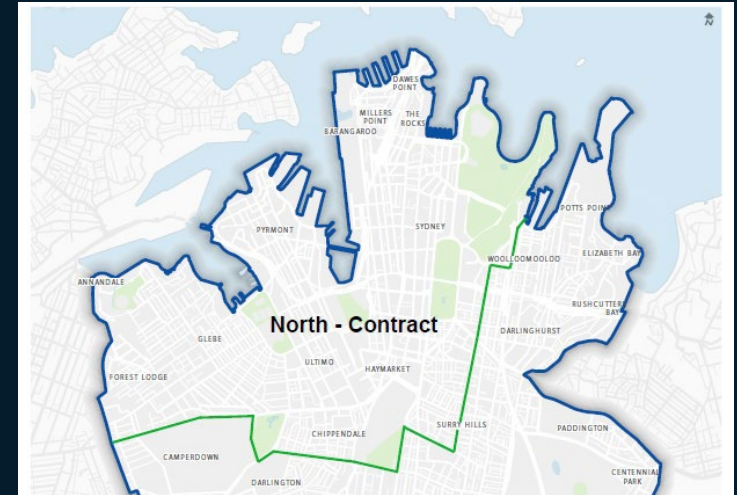 N
DAWES
POINT
MILLERS
POINT
THE
ROCKS
BARANGAROO
PYRMONT
SYDNEY
POTTS POINT
WOOLLOOMOOLOO
ELIZABETH BAY
ANNANDALE
RUSHCUTTERS
BAY
North - Contract
DARLINGHURST
GLEBE
ULTIMO
HAYMARKET
FOREST LODGE
SURRY HILLS
PADDINGTON
CHIPPENDALE
CAMPERDOWN
CENTENNIAL
PARK
DARLINGTON